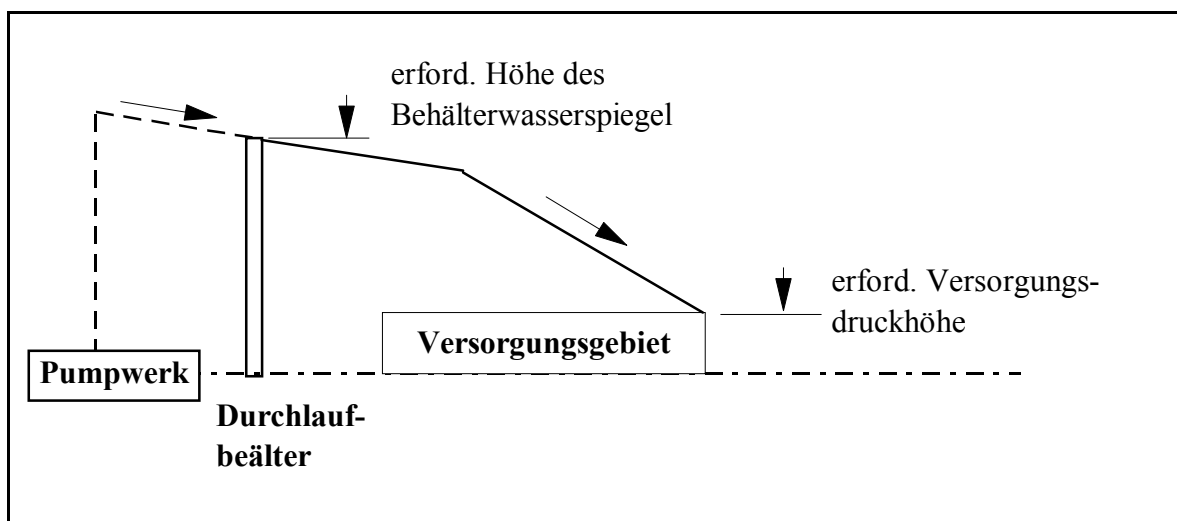 erford. Höhe des
Behälterwasserspiegel
erford. Versorgungs-
druckhöhe
Versorgungsgebiet
Pumpwerk
Durchlauf-
beälter